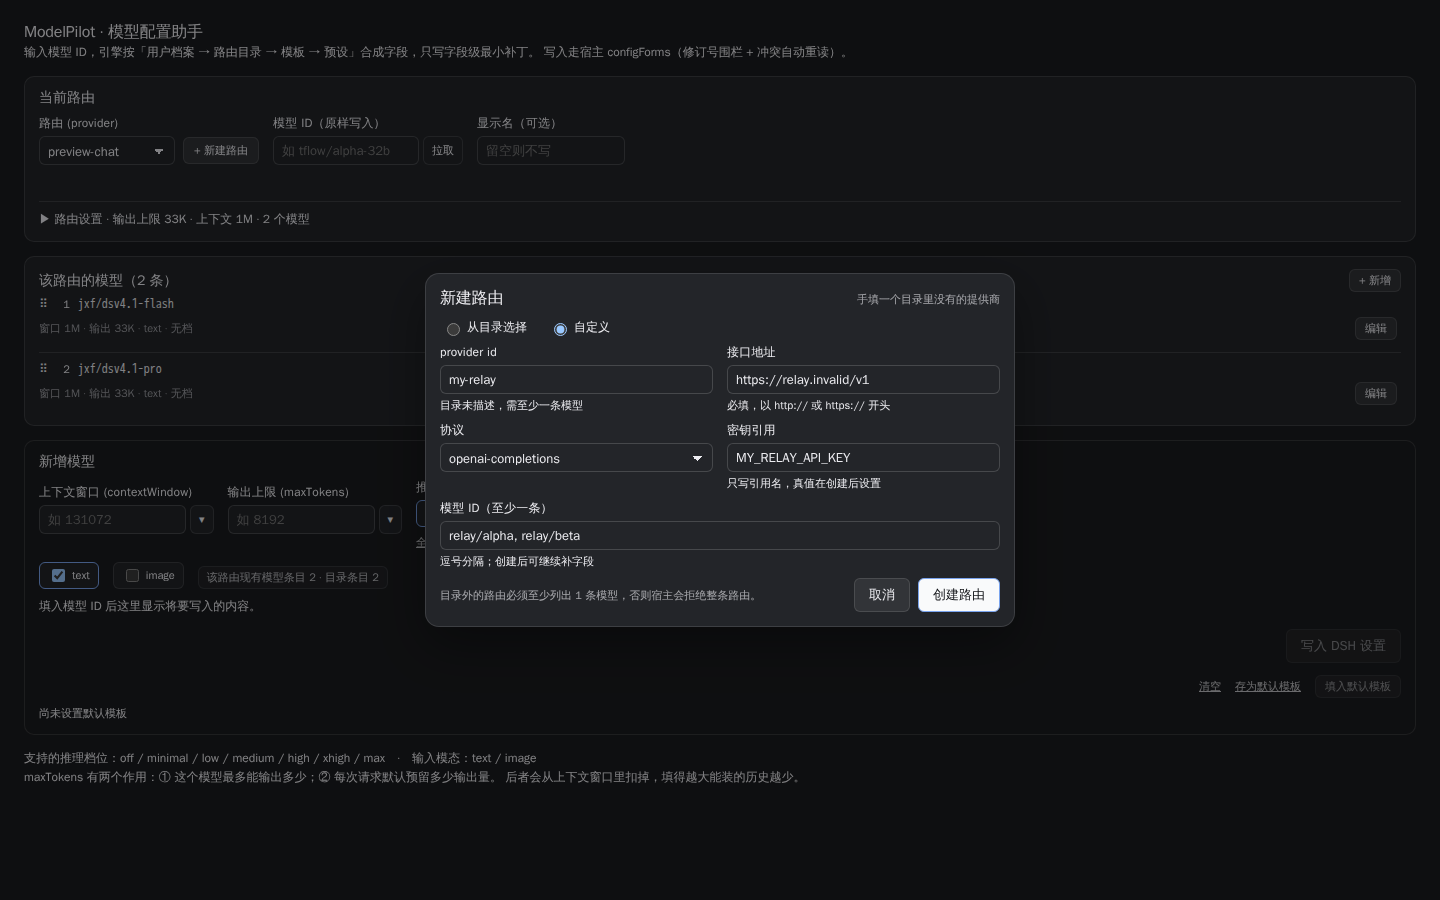 ModelPilot · 模型配置助手
输入模型 ID，引擎按「用户档案 → 路由目录 → 模板 → 预设」合成字段，只写字段级最小补丁。 写入走宿主 configForms（修订号围栏 + 冲突自动重读）。
当前路由
路由 (provider)
模型 ID（原样写入）
显示名（可选）
preview-chat
+ 新建路由
如 tflow/alpha-32b
拉取
留空则不写
▶ 路由设置 · 输出上限 33K · 上下文 1M · 2 个模型
该路由的模型（2 条）
+ 新增
1 jxf/dsv4.1-flash
窗口 1M · 输出 33K · text · 无档
编辑
2 jxf/dsv4.1-pro
窗口 1M · 输出 33K · text · 无档
编辑
新建路由
手填一个目录里没有的提供商
从目录选择
自定义
provider id
接口地址
my-relay
https://relay.invalid/v1
目录未描述，需至少一条模型
必填，以 http:// 或 https:// 开头
协议
密钥引用
openai-completions
MY_RELAY_API_KEY
只写引用名，真值在创建后设置
模型 ID（至少一条）
relay/alpha, relay/beta
逗号分隔；创建后可继续补字段
目录外的路由必须至少列出 1 条模型，否则宿主会拒绝整条路由。
取消
创建路由
新增模型
上下文窗口 (contextWindow)
输出上限 (maxTokens)
如 131072
如 8192
text
image
该路由现有模型条目 2 · 目录条目 2
填入模型 ID 后这里显示将要写入的内容。
写入 DSH 设置
清空
存为默认模板
填入默认模板
尚未设置默认模板
支持的推理档位：off / minimal / low / medium / high / xhigh / max · 输入模态：text / image
maxTokens 有两个作用：① 这个模型最多能输出多少；② 每次请求默认预留多少输出量。 后者会从上下文窗口里扣掉，填得越大能装的历史越少。